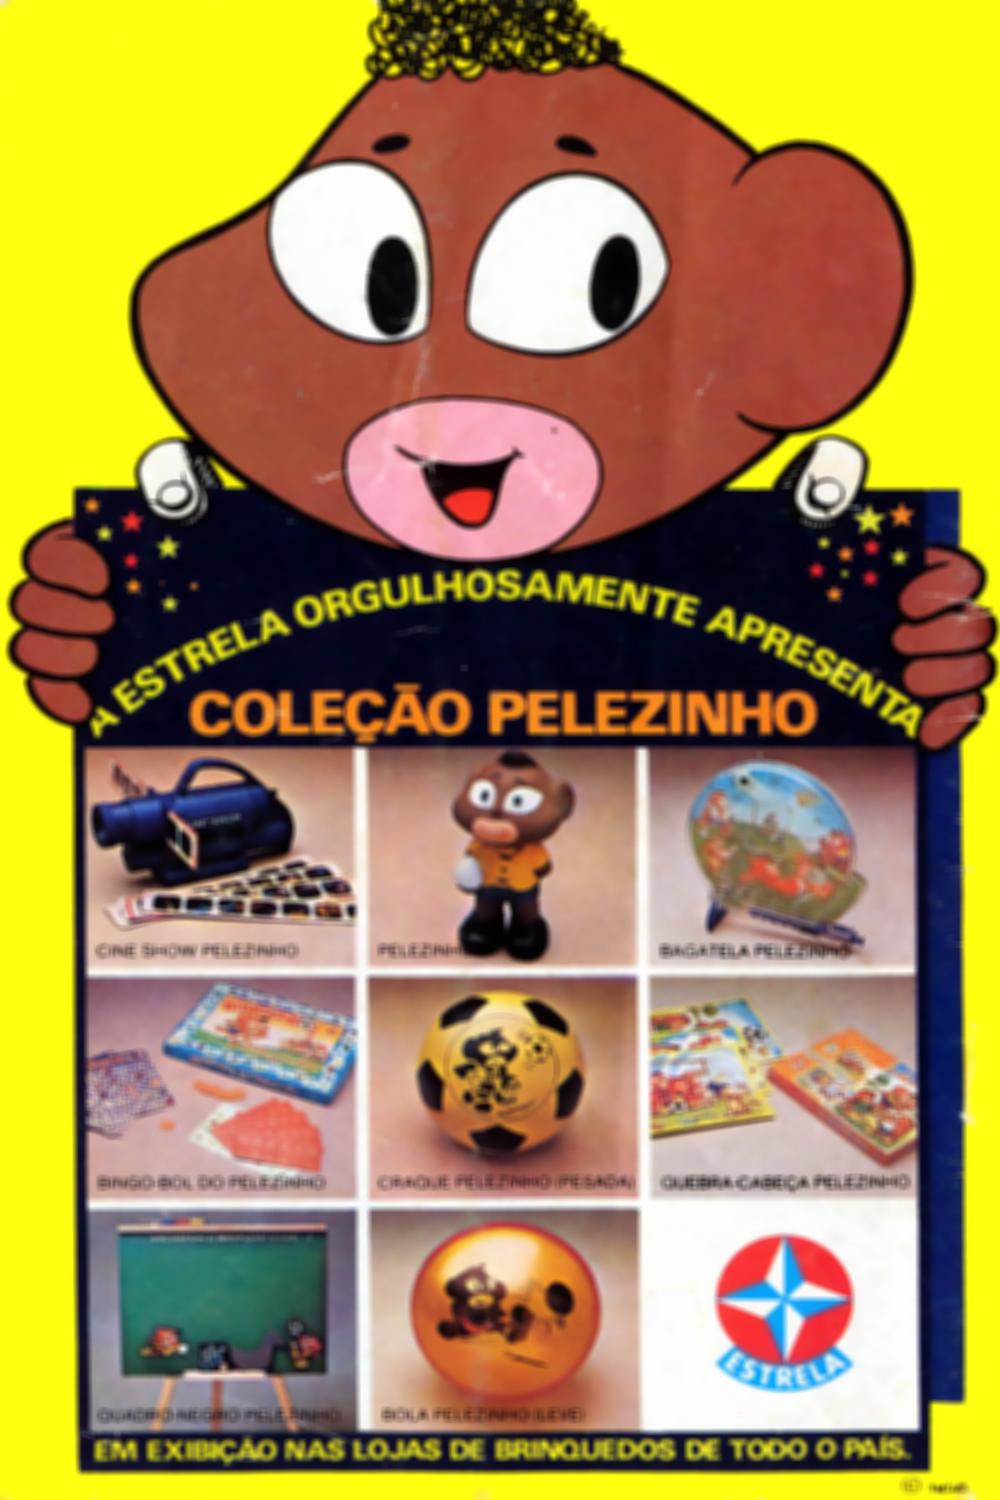 A ESTRELA ORGULHOSAMENTE APRESENTA
COLEÇÃO PELEZINHO
CINE SHOW PELEZINHO
PELEZINHO
BAGATELA PELEZINHO
BINGO-BOL DO PELEZINHO
CRAQUE PELEZINHO (PESADA)
QUEBRA-CABEÇA PELEZINHO
QUADRO-NEGRO PELEZINHO
BOLA PELEZINHO (LEVE)
ESTRELA
EM EXIBIÇÃO NAS LOJAS DE BRINQUEDOS DE TODO O PAÍS.